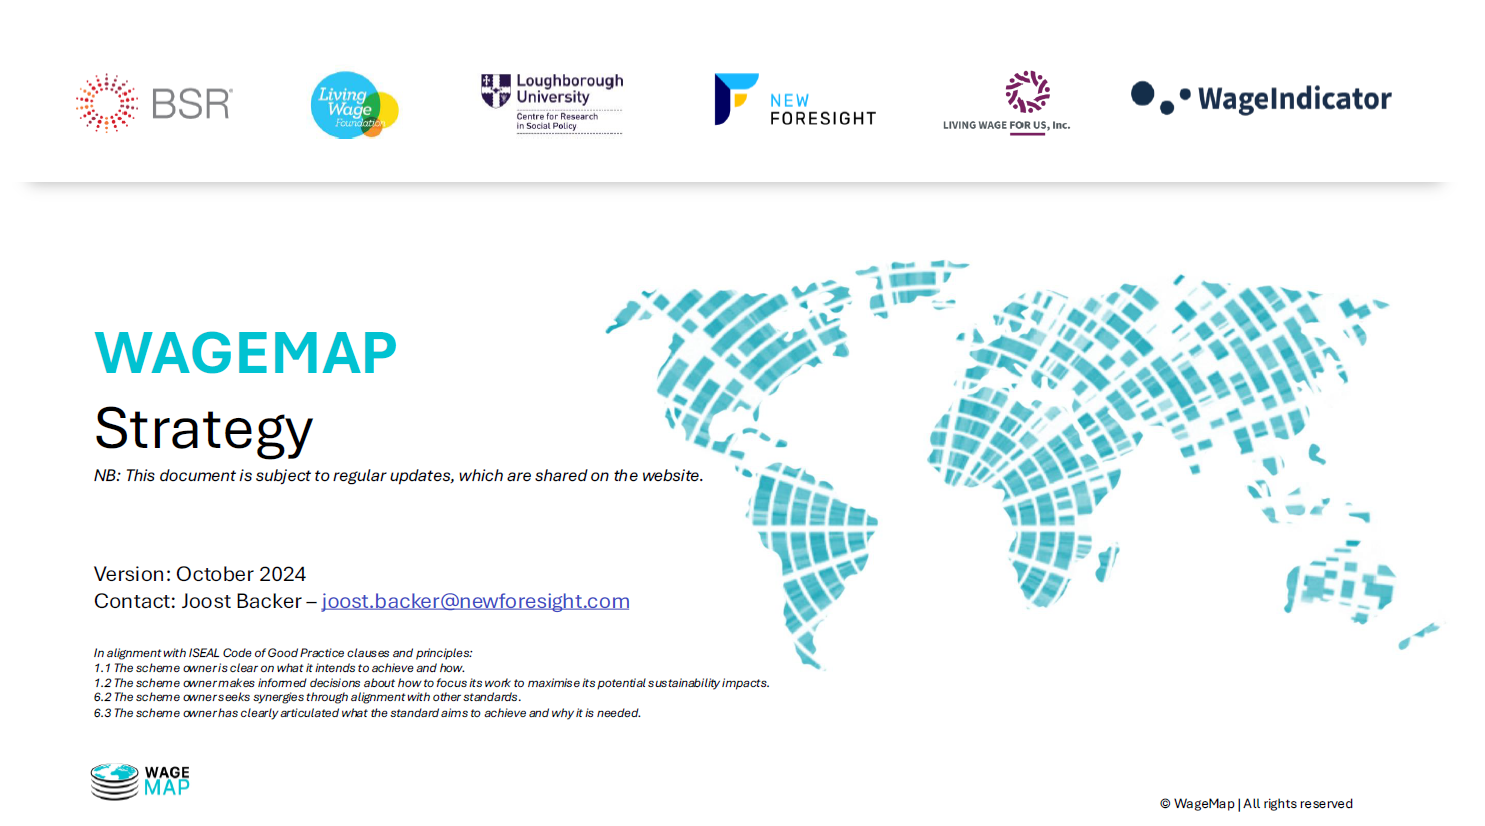 BSR®
Living
Wage
Foundation
Loughborough
University
Centre for Research
in Social Policy
NEW
FORESIGHT
LIVING WAGE FOR US, Inc.
WageIndicator
WAGEMAP
Strategy
NB: This document is subject to regular updates, which are shared on the website.
Version: October 2024
Contact: Joost Backer – joost.backer@newforesight.com
In alignment with ISEAL Code of Good Practice clauses and principles:
1.1 The scheme owner is clear on what it intends to achieve and how.
1.2 The scheme owner makes informed decisions about how to focus its work to maximise its potential sustainability impacts.
6.2 The scheme owner seeks synergies through alignment with other standards.
6.3 The scheme owner has clearly articulated what the standard aims to achieve and why it is needed.
WAGE
MAP
© WageMap | All rights reserved